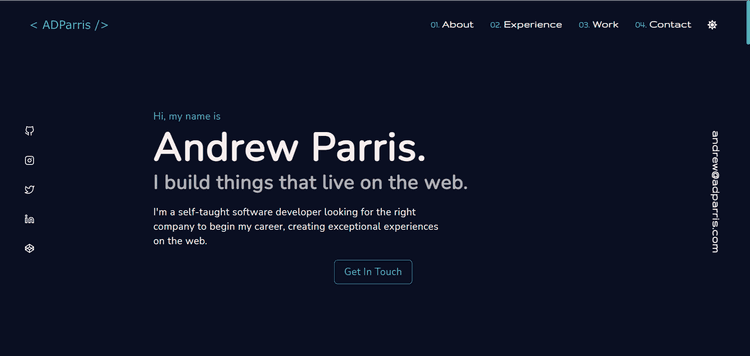 < ADParris />
01. About 02. Experience 03. Work 04. Contact
Hi, my name is
Andrew Parris.
I build things that live on the web.
I'm a self-taught software developer looking for the right
company to begin my career, creating exceptional experiences
on the web.
Get In Touch
andrew@adparris.com